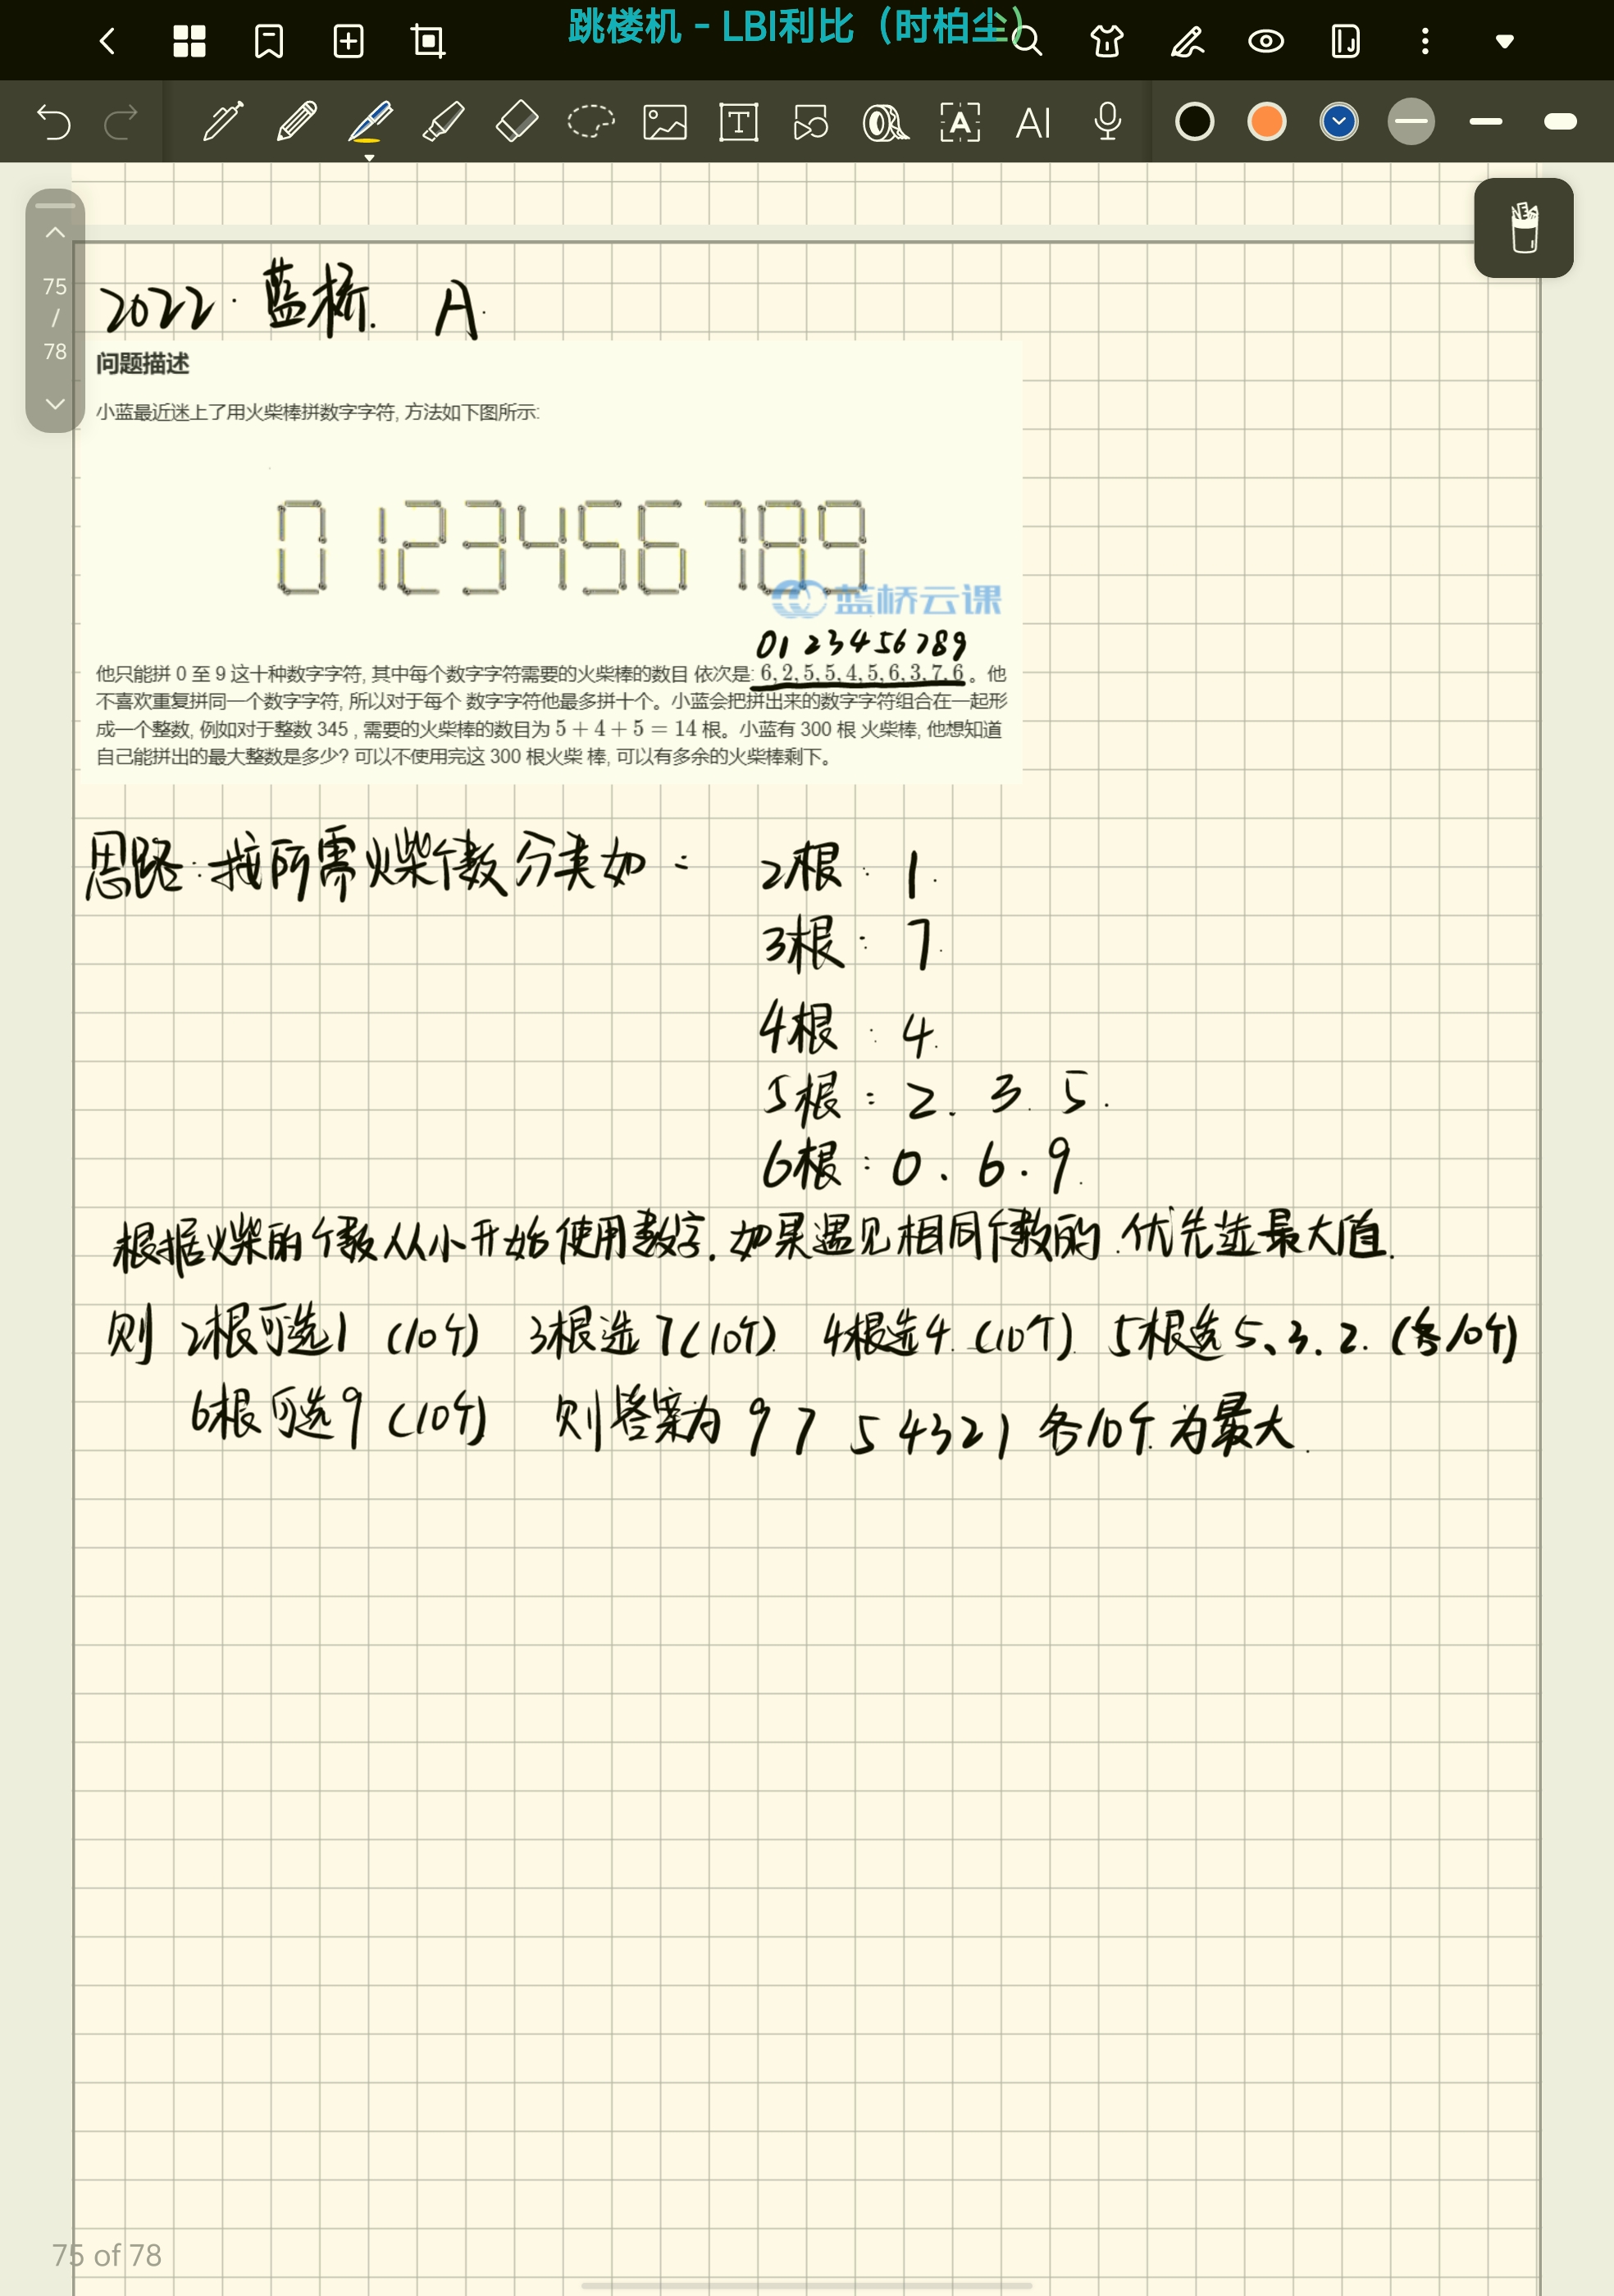 跳楼机 - LBI利比（时柏尘）
75
/
78
2022. 蓝桥. A.
问题描述
小蓝最近迷上了用火柴棒拼数字字符, 方法如下图所示:
0 1 2 3 4 5 6 7 8 9
蓝桥云课
0 1 2 3 4 5 6 7 8 9
他只能拼 0 至 9 这十种数字字符, 其中每个数字字符需要的火柴棒的数目 依次是: 6,2,5,5,4,5,6,3,7,6 。他
不喜欢重复拼同一个数字字符, 所以对于每个 数字字符他最多拼十个。小蓝会把拼出来的数字字符组合在一起形
成一个整数, 例如对于整数 345 , 需要的火柴棒的数目为 5 + 4 + 5 = 14 根。小蓝有 300 根 火柴棒, 他想知道
自己能拼出的最大整数是多少? 可以不使用完这 300 根火柴 棒, 可以有多余的火柴棒剩下。
思路: 按所需火柴个数分类如: 2根: 1.
3根: 7.
4根: 4.
5根: 2. 3. 5.
6根: 0. 6. 9.
根据火柴的个数从小开始使用数字. 如果遇见相同个数的. 优先选最大值.
则 2根可选1 (10个) 3根选7(10个) 4根选4. (10个) 5根选5、3. 2. (各10个)
6根可选9 (10个) 则答案为 9 7 5 4 3 2 1 各10个为最大.
75 of 78